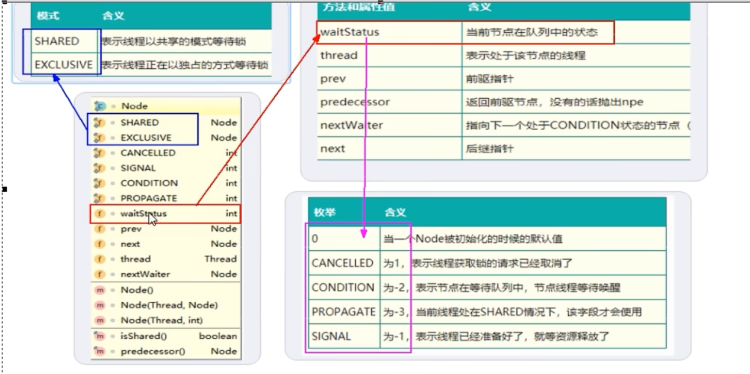 模式 含义
SHARED 表示线程以共享的模式等待锁
EXCLUSIVE 表示线程正在以独占的方式等待锁
方法和属性值 含义
waitStatus 当前节点在队列中的状态
thread 表示处于该节点的线程
prev 前驱指针
predecessor 返回前驱节点，没有的话抛出npe
nextWaiter 指向下一个处于CONDITION状态的节点（
next 后继指针
Node
SHARED Node
EXCLUSIVE Node
CANCELLED int
SIGNAL int
CONDITION int
PROPAGATE int
waitStatus int
prev Node
next Node
thread Thread
nextWaiter Node
Node()
Node(Thread, Node)
Node(Thread, int)
isShared() boolean
predecessor() Node
枚举 含义
0 当一个Node被初始化的时候的默认值
CANCELLED 为1，表示线程获取锁的请求已经取消了
CONDITION 为-2，表示节点在等待队列中，节点线程等待唤醒
PROPAGATE 为-3，当前线程处在SHARED情况下，该字段才会使用
SIGNAL 为-1，表示线程已经准备好了，就等资源释放了